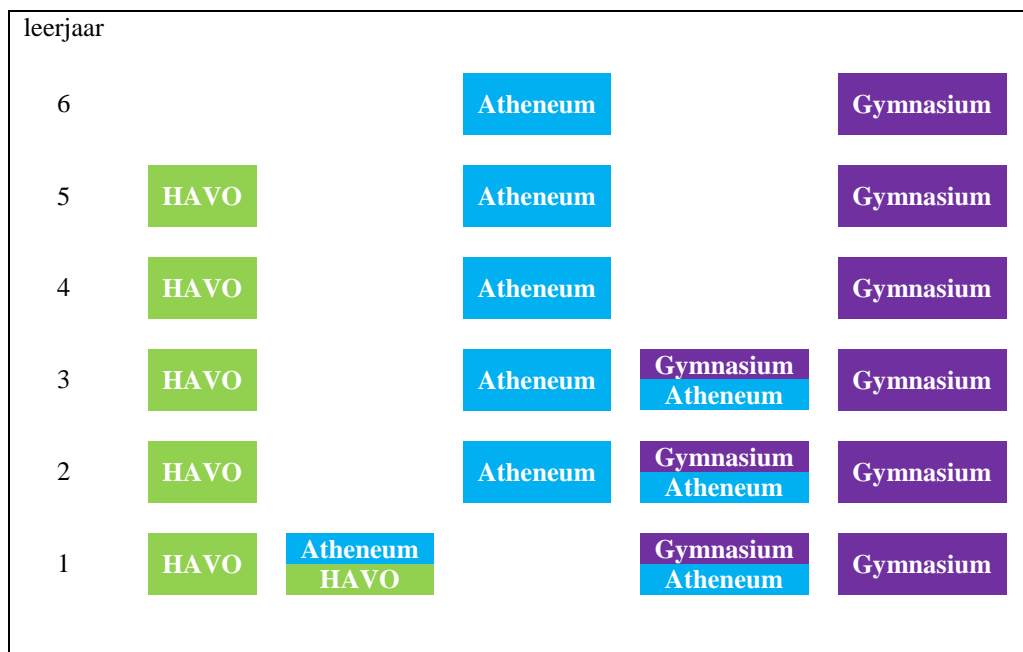 leerjaar
6 Atheneum Gymnasium
5 HAVO Atheneum Gymnasium
4 HAVO Atheneum Gymnasium
3 HAVO Atheneum Gymnasium Atheneum Gymnasium
2 HAVO Atheneum Gymnasium Atheneum Gymnasium
1 HAVO Atheneum HAVO Gymnasium Atheneum Gymnasium